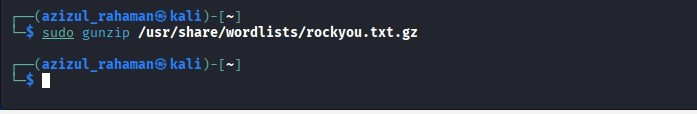 ┌──(azizul_rahaman㉿kali)-[~]
└─$ sudo gunzip /usr/share/wordlists/rockyou.txt.gz
┌──(azizul_rahaman㉿kali)-[~]
└─$